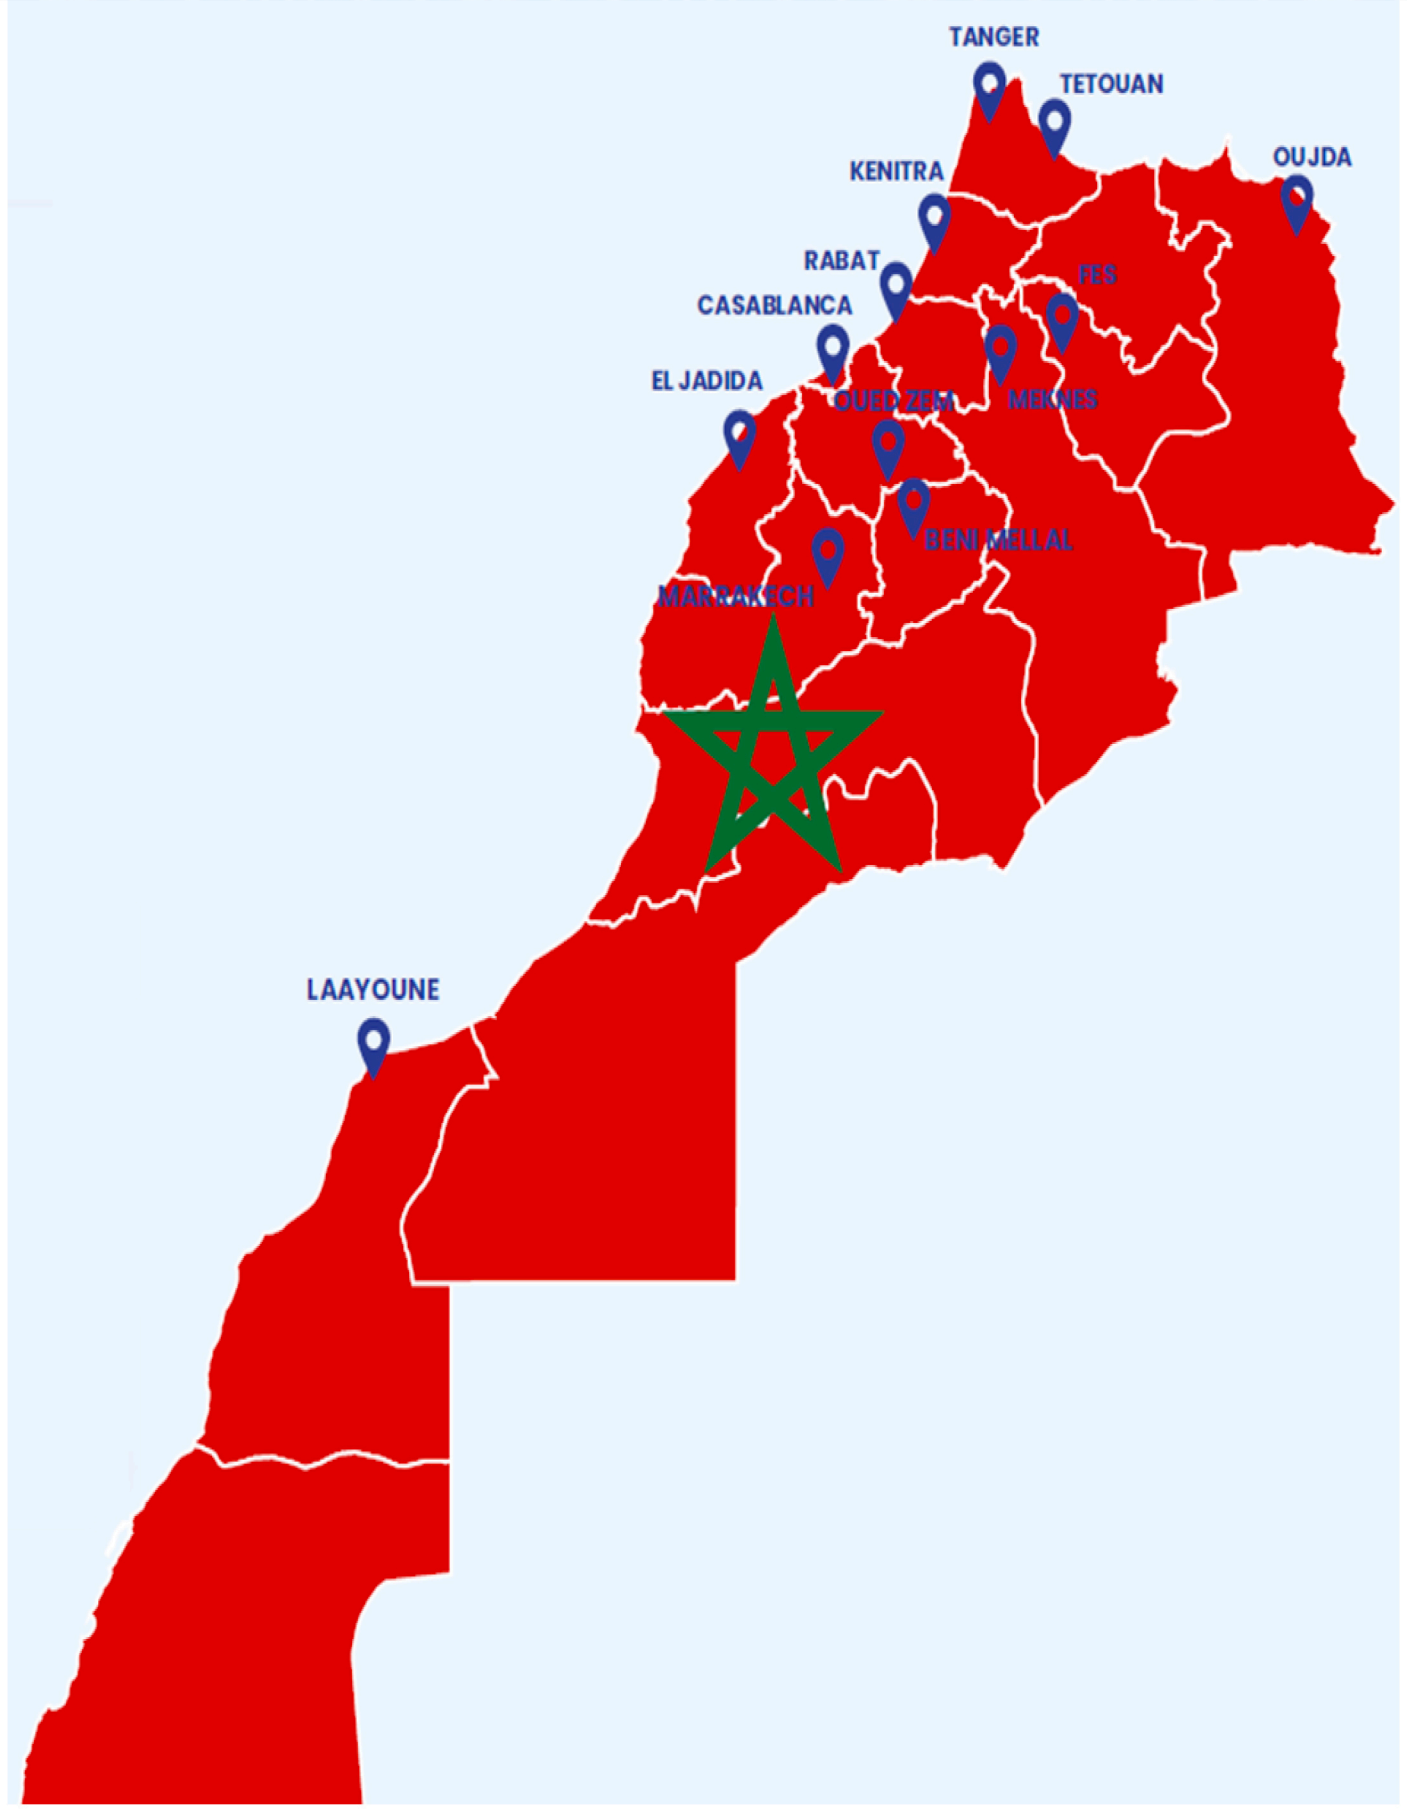 TANGER
TETOUAN
OUJDA
KENITRA
RABAT
FES
CASABLANCA
EL JADIDA
OUED ZEM
MEKNES
BENI MELLAL
MARRAKECH
LAAYOUNE